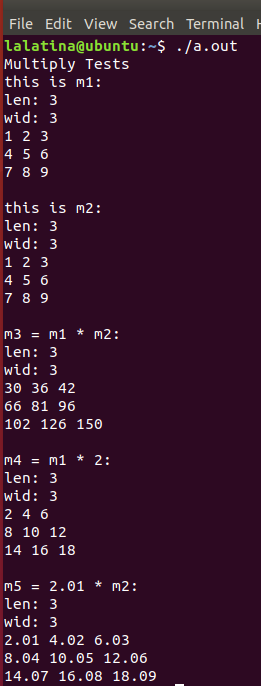 File Edit View Search Terminal
lalatina@ubuntu:~$ ./a.out
Multiply Tests
this is m1:
len: 3
wid: 3
1 2 3
4 5 6
7 8 9
this is m2:
len: 3
wid: 3
1 2 3
4 5 6
7 8 9
m3 = m1 * m2:
len: 3
wid: 3
30 36 42
66 81 96
102 126 150
m4 = m1 * 2:
len: 3
wid: 3
2 4 6
8 10 12
14 16 18
m5 = 2.01 * m2:
len: 3
wid: 3
2.01 4.02 6.03
8.04 10.05 12.06
14.07 16.08 18.09